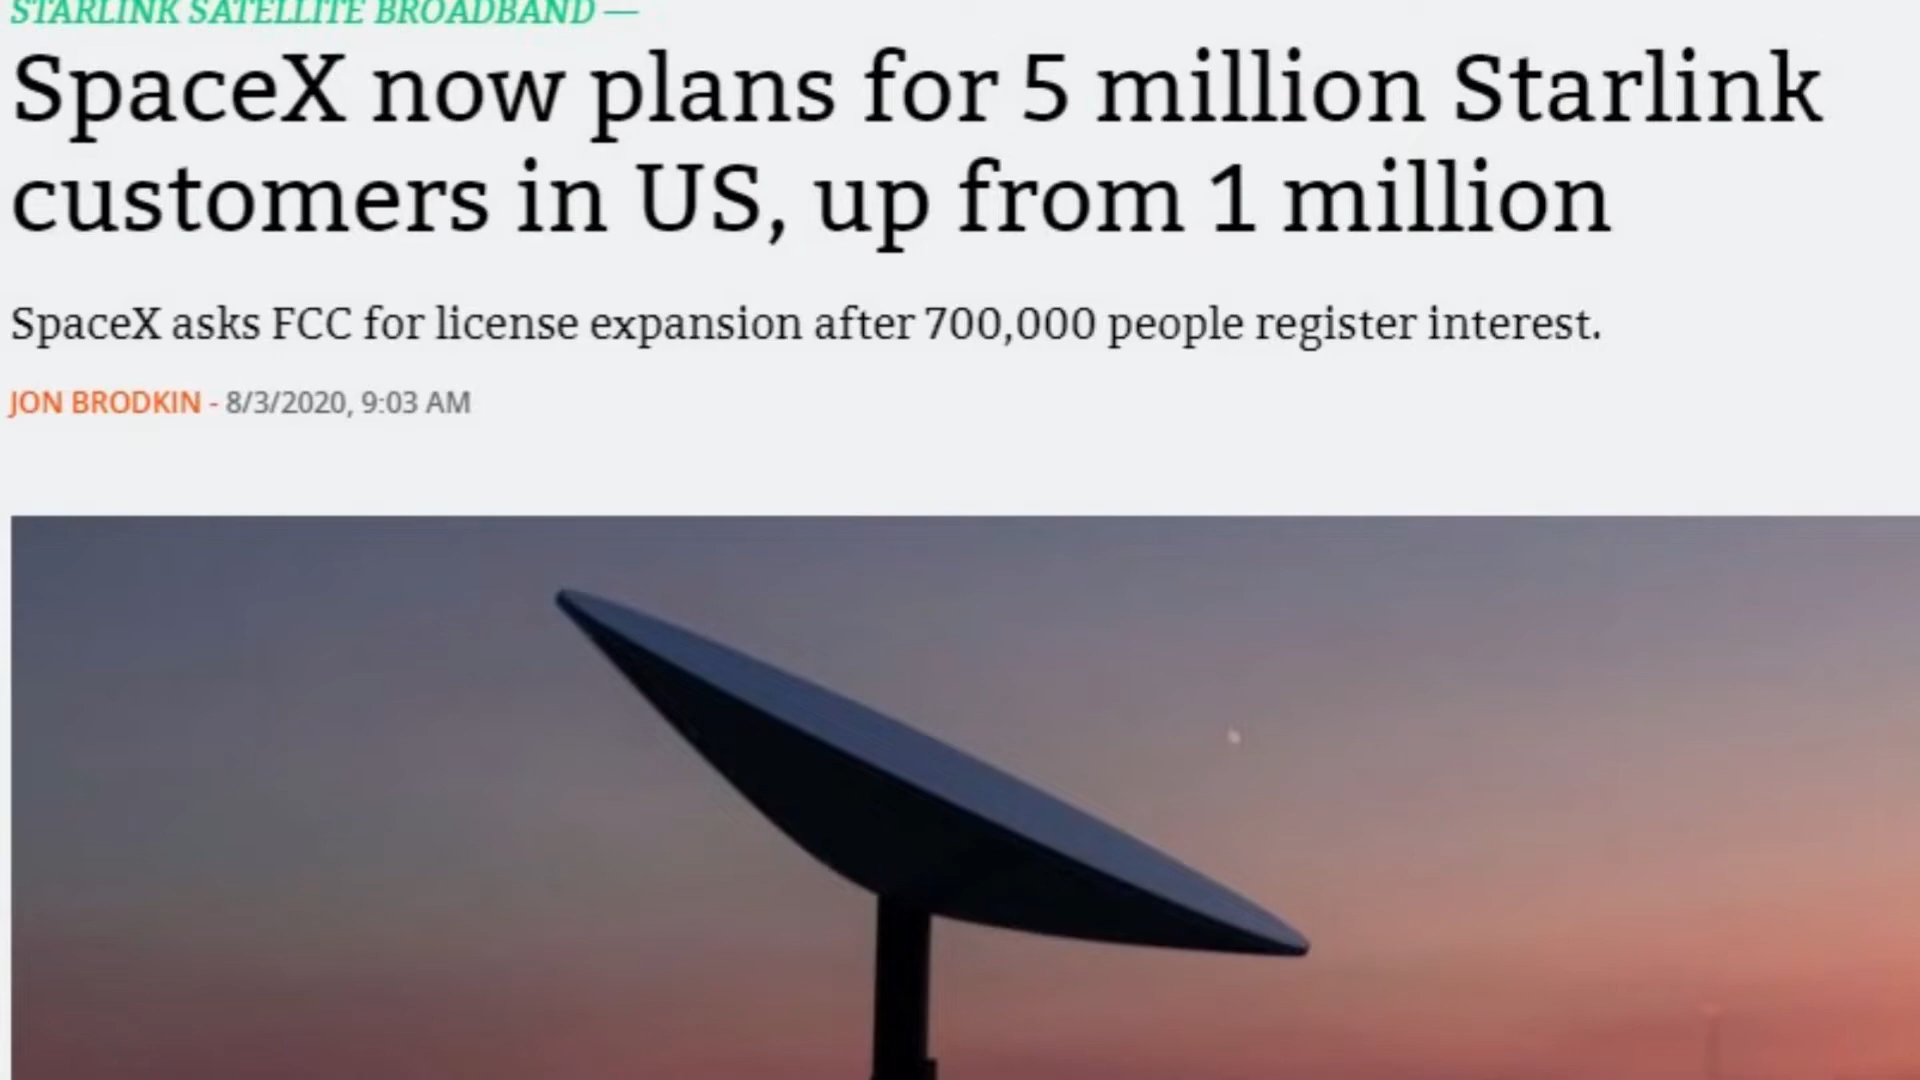 STARLINK SATELLITE BROADBAND —
SpaceX now plans for 5 million Starlink
customers in US, up from 1 million
SpaceX asks FCC for license expansion after 700,000 people register interest.
JON BRODKIN - 8/3/2020, 9:03 AM